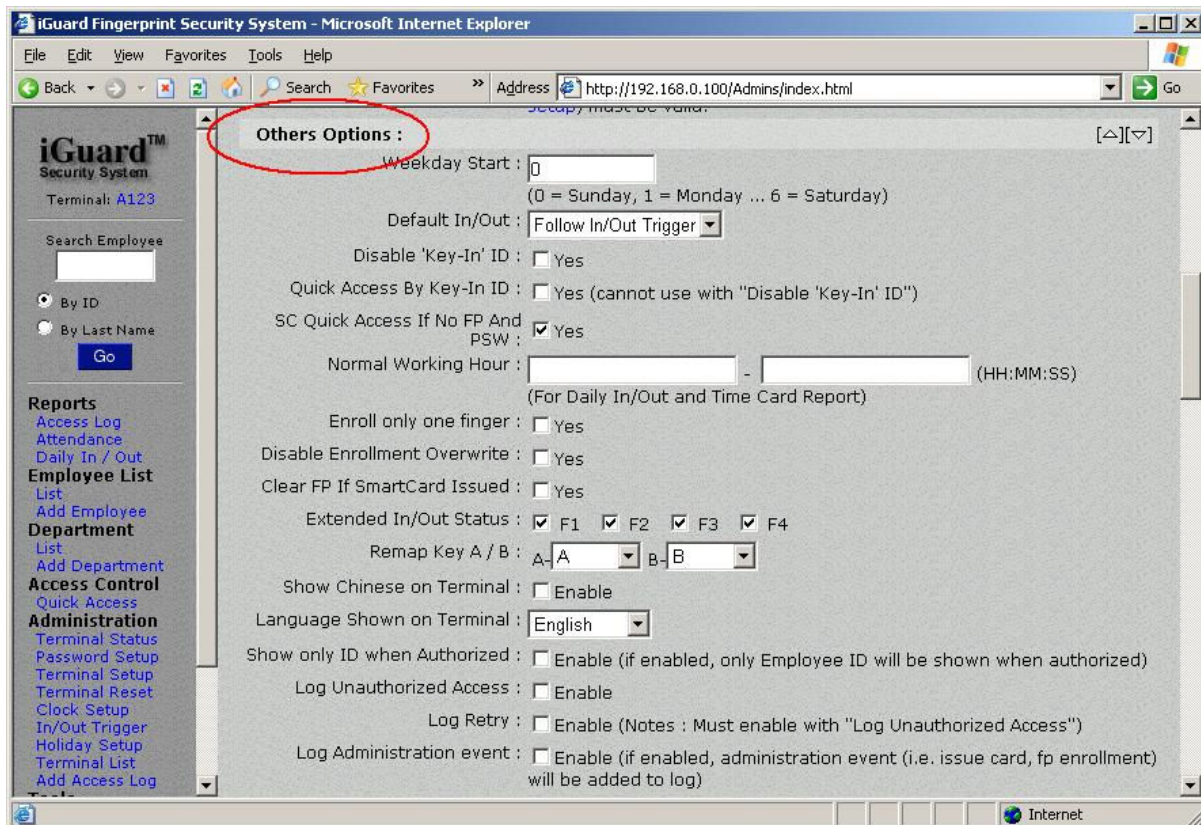 iGuard Fingerprint Security System - Microsoft Internet Explorer
File Edit View Favorites Tools Help
Back Search Favorites » Address http://192.168.0.100/Admins/index.html Go
iGuard™
Security System
Terminal: A123
Search Employee
By ID
By Last Name
Go
Reports
Access Log
Attendance
Daily In / Out
Employee List
List
Add Employee
Department
List
Add Department
Access Control
Quick Access
Administration
Terminal Status
Password Setup
Terminal Setup
Terminal Reset
Clock Setup
In/Out Trigger
Holiday Setup
Terminal List
Add Access Log
Setup) must be valid.
Others Options : [△][▽]
Weekday Start : 0
(0 = Sunday, 1 = Monday ... 6 = Saturday)
Default In/Out : Follow In/Out Trigger
Disable 'Key-In' ID : Yes
Quick Access By Key-In ID : Yes (cannot use with "Disable 'Key-In' ID")
SC Quick Access If No FP And
PSW : Yes
Normal Working Hour : - (HH:MM:SS)
(For Daily In/Out and Time Card Report)
Enroll only one finger : Yes
Disable Enrollment Overwrite : Yes
Clear FP If SmartCard Issued : Yes
Extended In/Out Status : F1 F2 F3 F4
Remap Key A / B : A- A B- B
Show Chinese on Terminal : Enable
Language Shown on Terminal : English
Show only ID when Authorized : Enable (if enabled, only Employee ID will be shown when authorized)
Log Unauthorized Access : Enable
Log Retry : Enable (Notes : Must enable with "Log Unauthorized Access")
Log Administration event : Enable (if enabled, administration event (i.e. issue card, fp enrollment)
will be added to log)
Internet